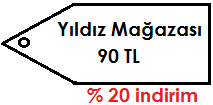 Yıldız Mağazası
90 TL
% 20 indirim